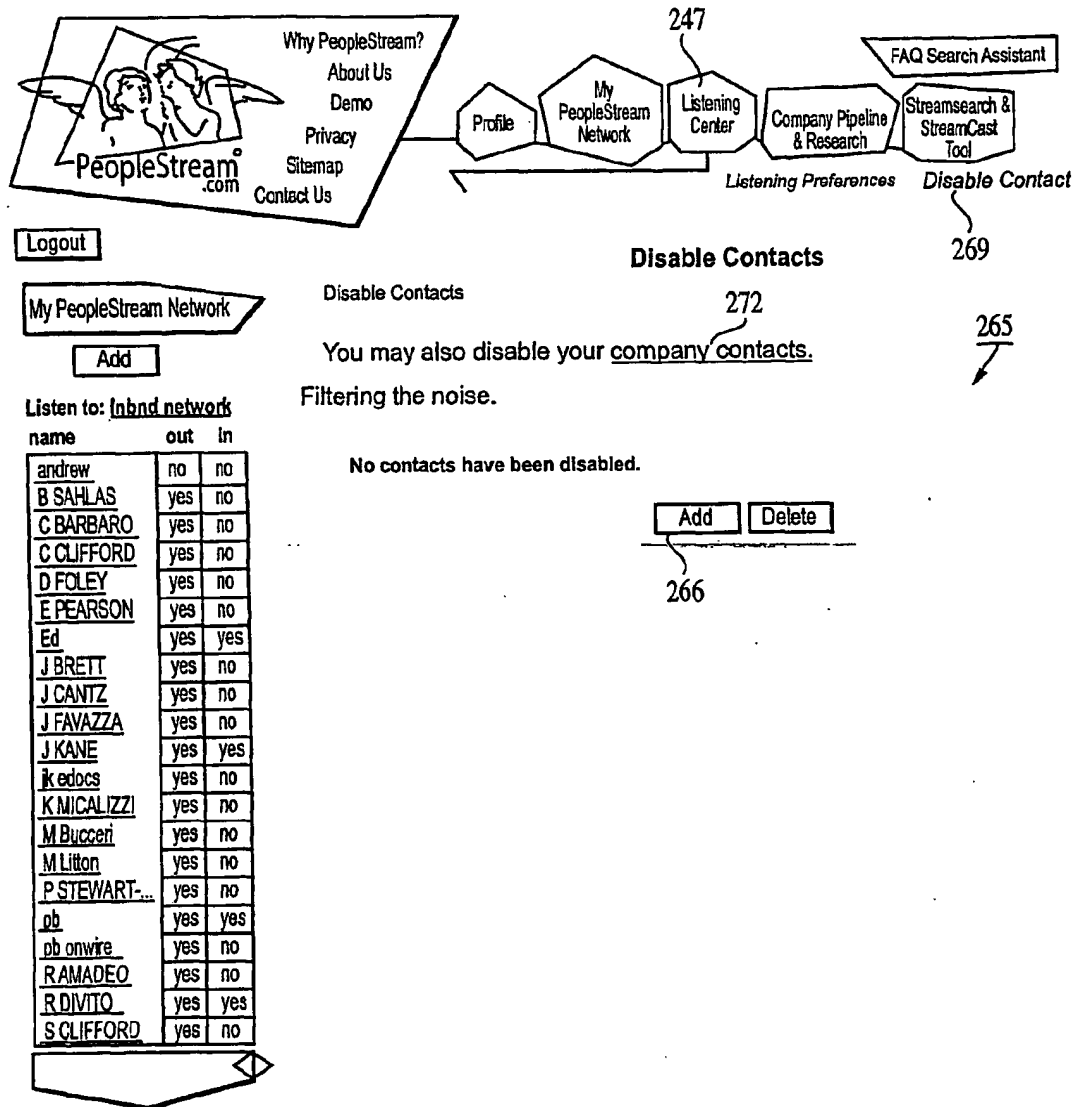 Why PeopleStream?
About Us
Demo
Privacy
Sitemap
Contact Us
PeopleStream
.com
247
FAQ Search Assistant
Profile
My
PeopleStream
Network
Listening
Center
Company Pipeline
& Research
Streamsearch &
StreamCast
Tool
Listening Preferences
Disable Contact
269
Logout
Disable Contacts
My PeopleStream Network
Disable Contacts
272
265
Add
You may also disable your company contacts.
Filtering the noise.
Listen to: Inbnd network
name out in
No contacts have been disabled.
Add Delete
266
andrew no no
B SAHLAS yes no
C BARBARO yes no
C CLIFFORD yes no
D FOLEY yes no
E PEARSON yes no
Ed yes yes
J BRETT yes no
J CANTZ yes no
J FAVAZZA yes no
J KANE yes yes
jk edocs yes no
K MICALIZZI yes no
M Bucceri yes no
M Litton yes no
P STEWART-... yes no
pb yes yes
pb onwire yes no
R AMADEO yes no
R DIVITO yes yes
S CLIFFORD yes no